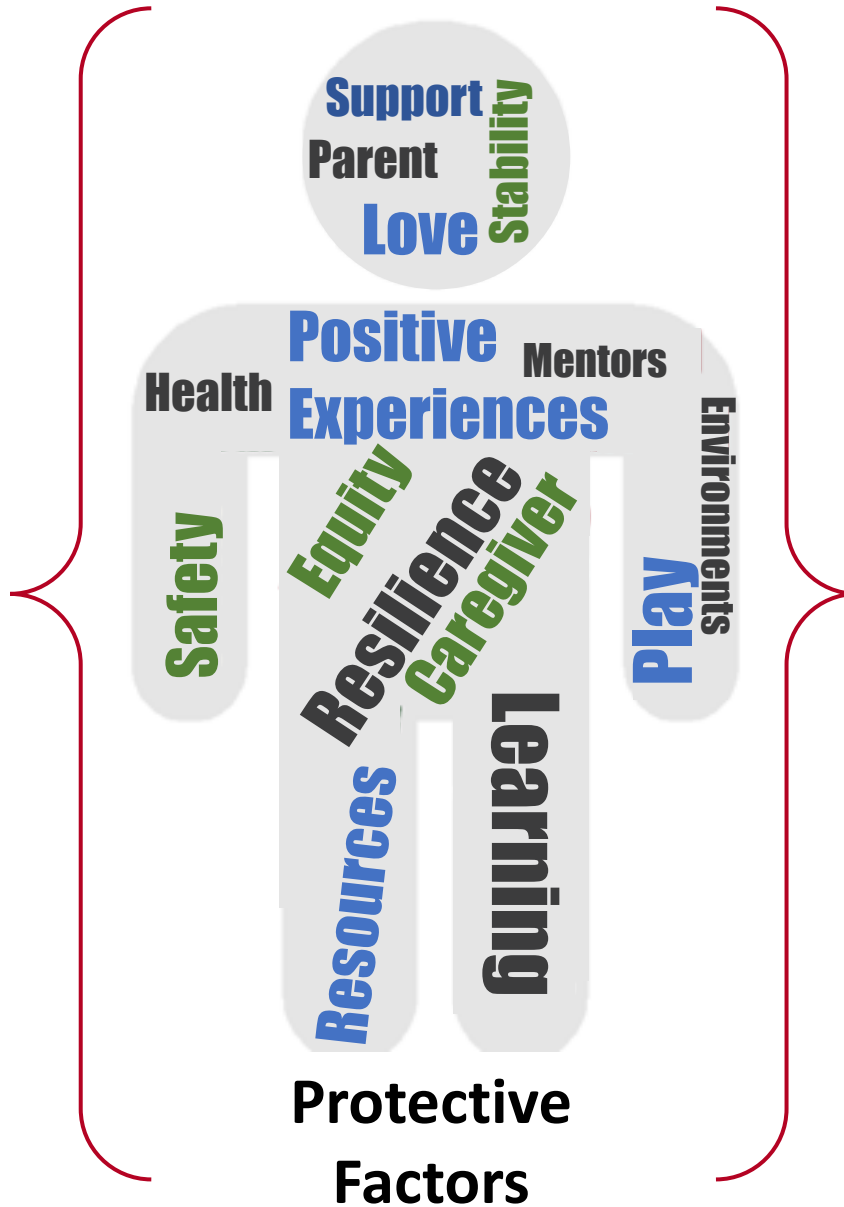 Support
Stability
Parent
Love
Positive
Experiences
Mentors
Health
Environments
Equity
Resilience
Caregiver
Safety
Play
Learning
Resources
Protective
Factors